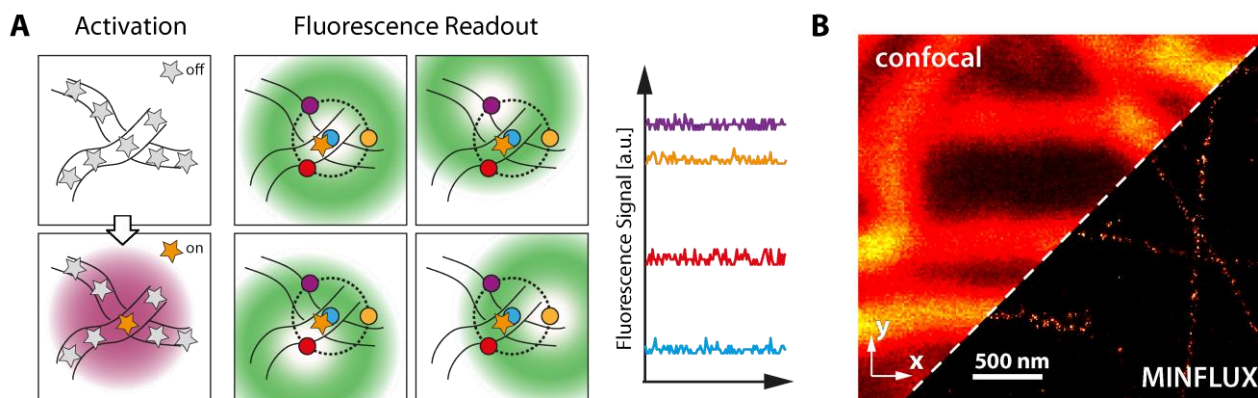 A
Activation
Fluorescence Readout
off
on
Fluorescence Signal [a.u.]
B
confocal
y
x
500 nm
MINFLUX